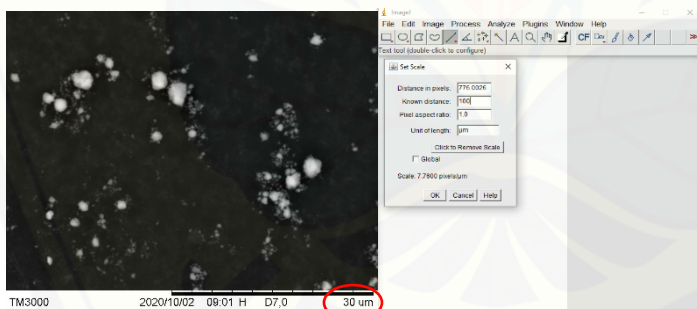 TM3000
2020/10/02
09:01
H
D7,0
30 um
ImageJ
File Edit Image Process Analyze Plugins Window Help
CF
Text tool (double-click to configure)
Set Scale
Distance in pixels: 776.0026
Known distance: 100
Pixel aspect ratio: 1.0
Unit of length: µm
Click to Remove Scale
Global
Scale: 7.7600 pixels/µm
OK Cancel Help